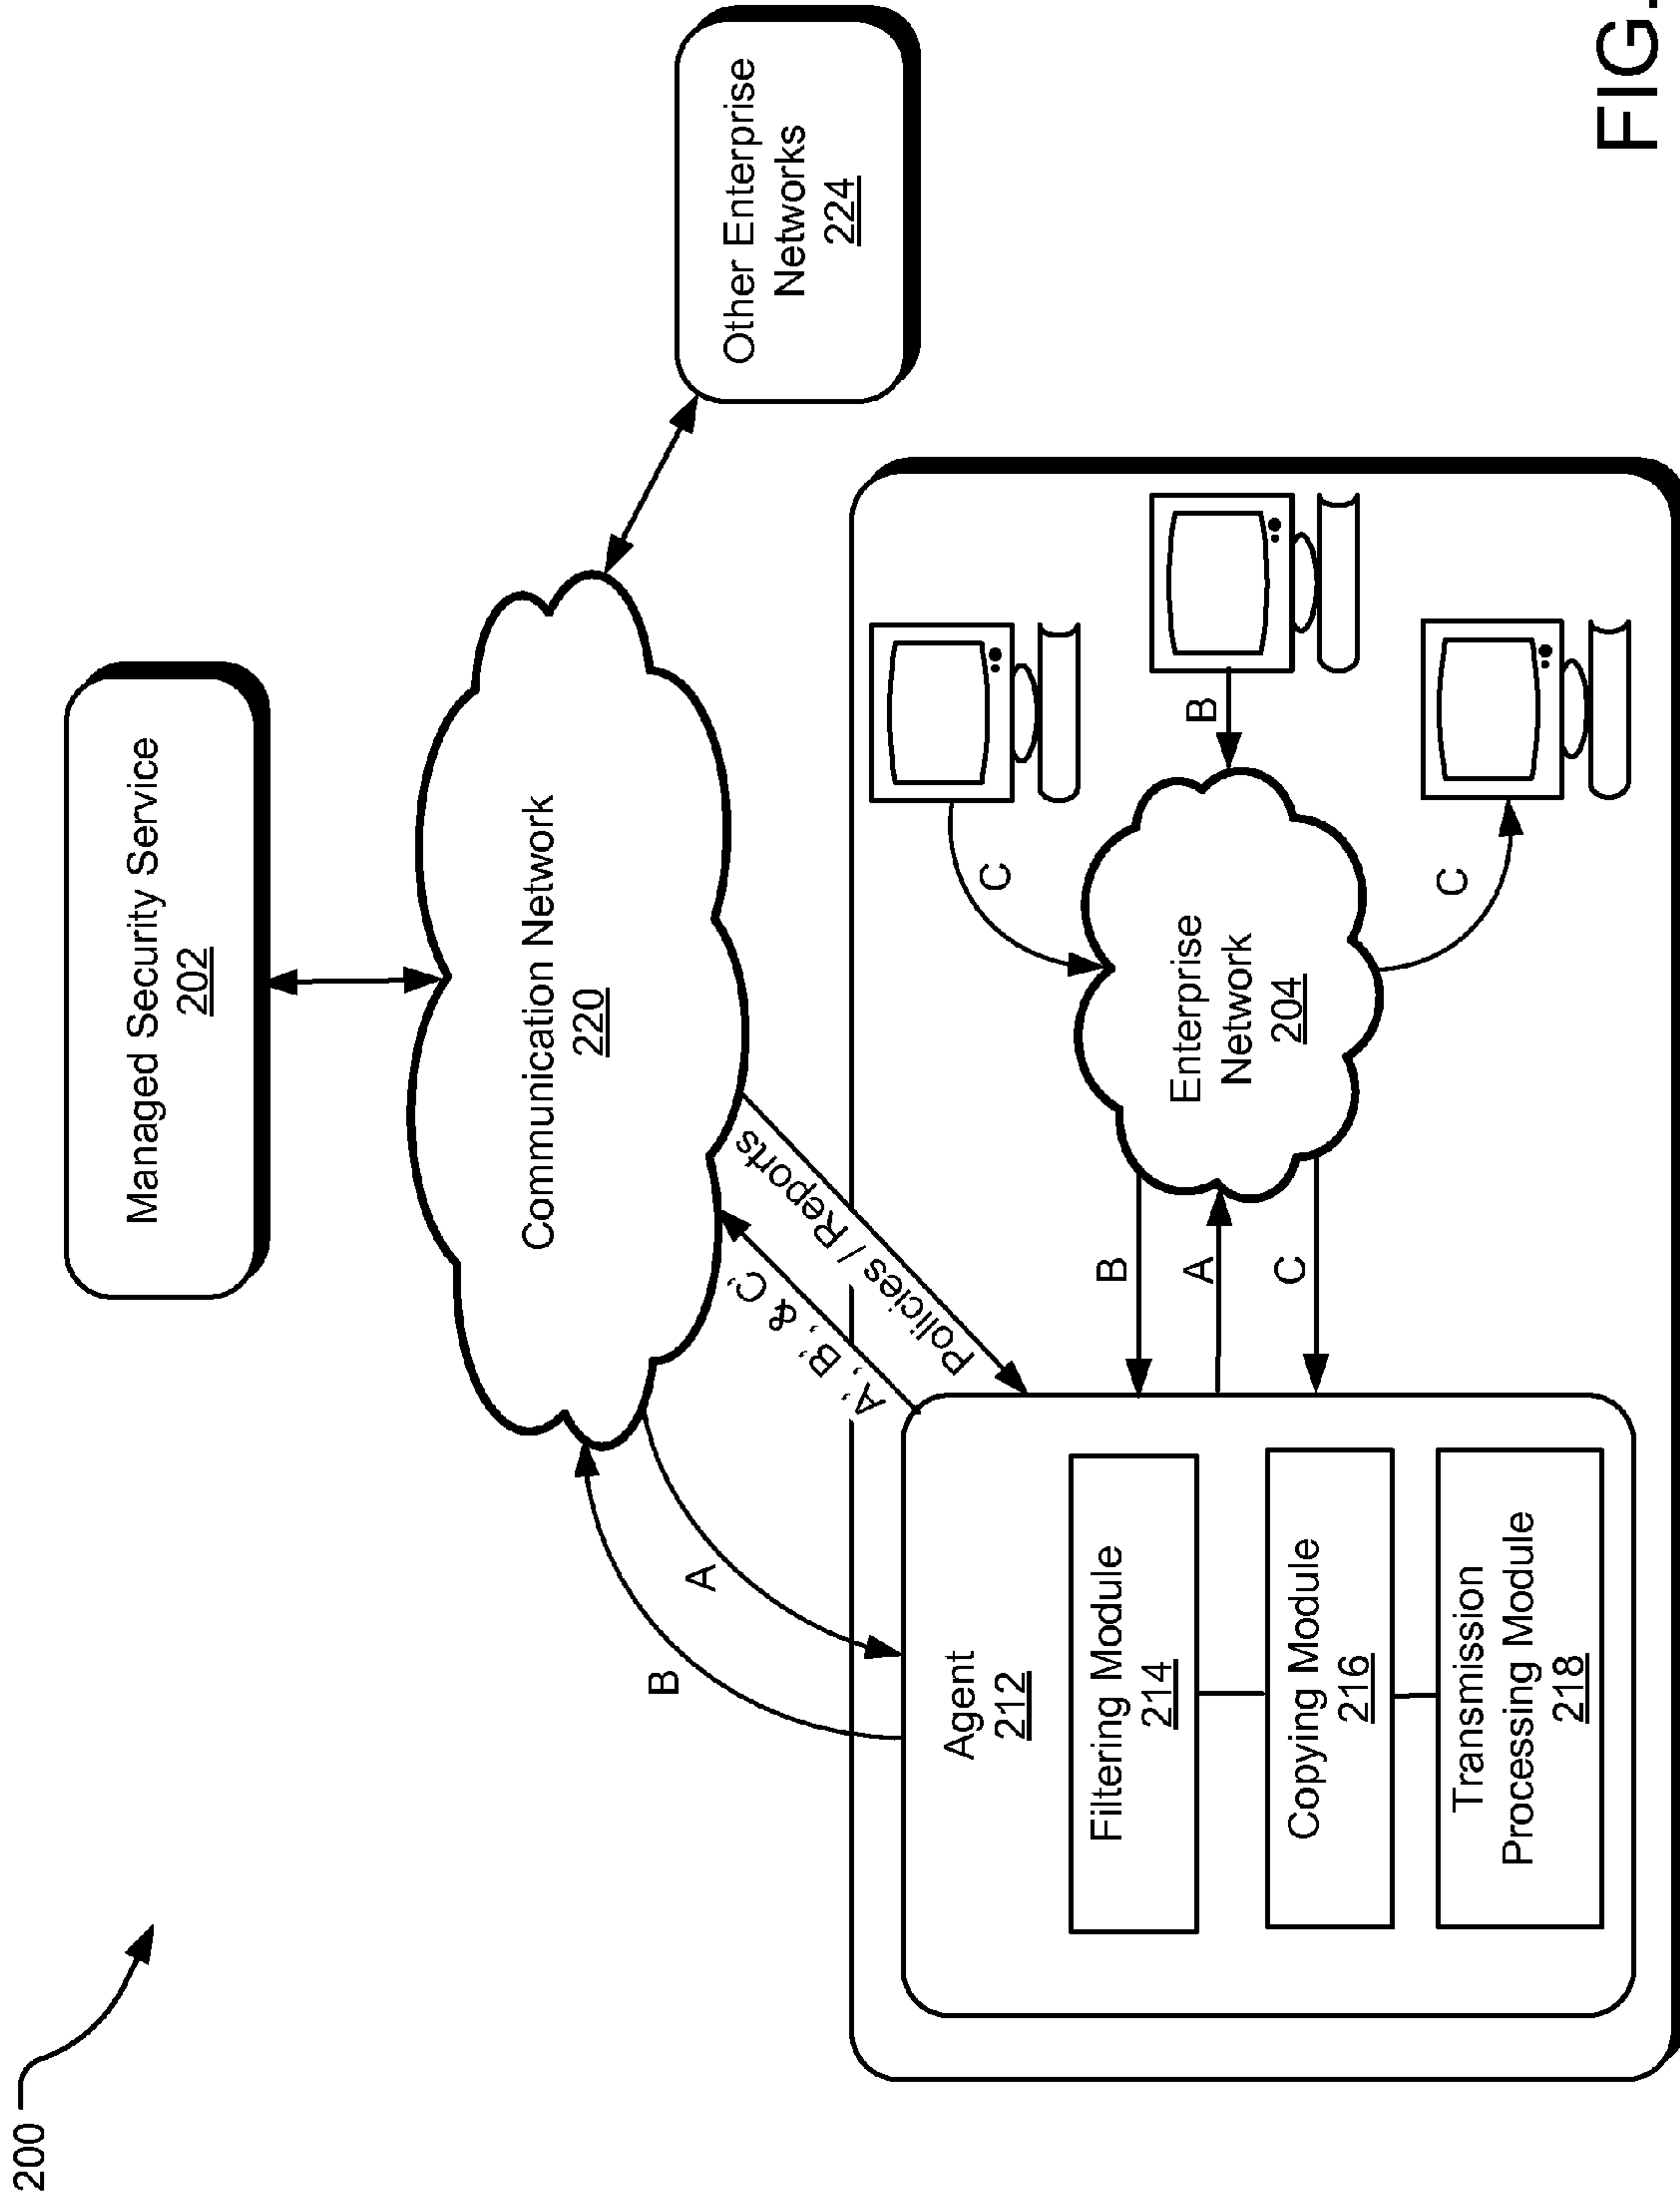 200
Managed Security Service
202
Communication Network
220
Other Enterprise
Networks
224
B
A
A', B', & C'
Policies / Reports
Agent
212
Filtering Module
214
Copying Module
216
Transmission
Processing Module
218
B
A
C
Enterprise
Network
204
C
B
C
FIG.